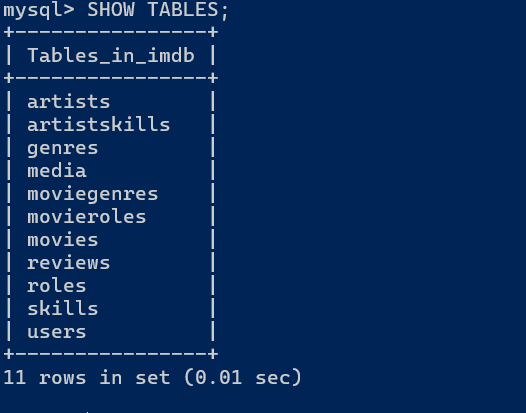 mysql> SHOW TABLES;
+----------------+
| Tables_in_imdb |
+----------------+
| artists        |
| artistskills   |
| genres         |
| media          |
| moviegenres    |
| movieroles     |
| movies         |
| reviews        |
| roles          |
| skills         |
| users          |
+----------------+
11 rows in set (0.01 sec)